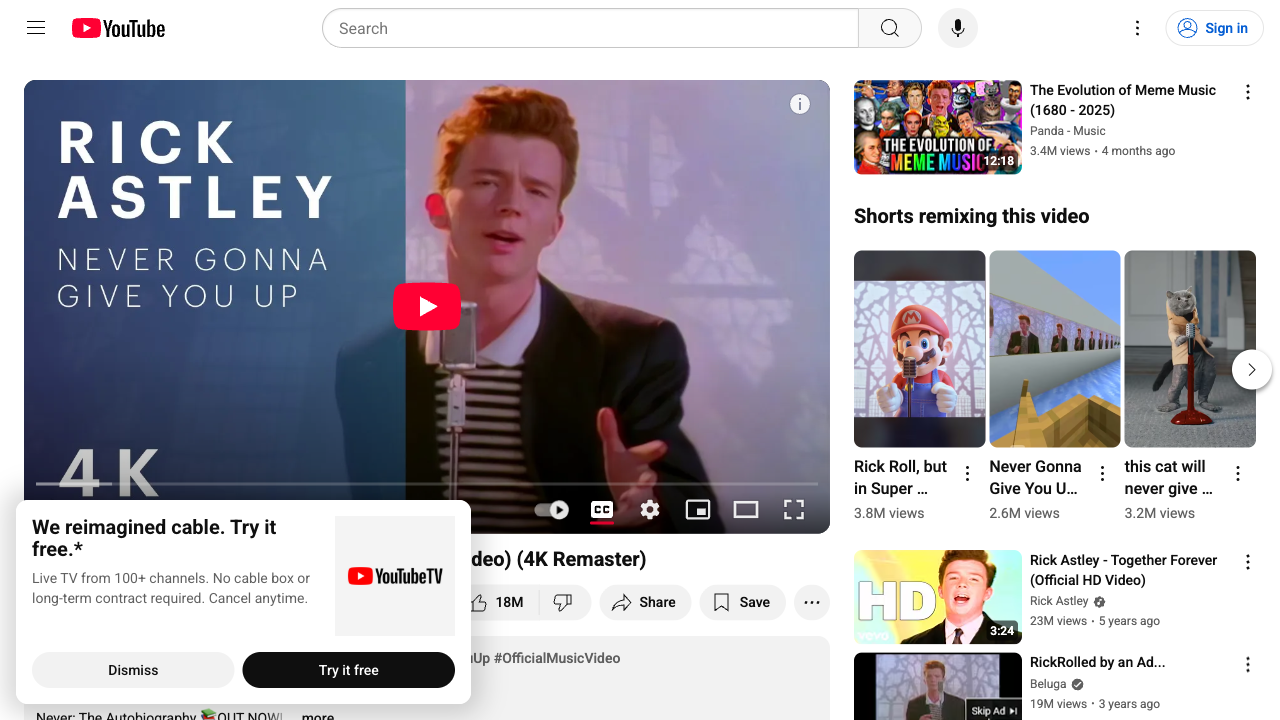 YouTube
Search
Sign in
RICK
ASTLEY
NEVER GONNA
GIVE YOU UP
4K
CC
deo) (4K Remaster)
18M
Share
Save
Up #OfficialMusicVideo
Never: The Autobiography 📚OUT NOW!
...more
We reimagined cable. Try it
free.*
Live TV from 100+ channels. No cable box or
long-term contract required. Cancel anytime.
YouTubeTV
Dismiss
Try it free
THE EVOLUTION OF
MEME MUSIC
12:18
The Evolution of Meme Music
(1680 - 2025)
Panda - Music
3.4M views • 4 months ago
Shorts remixing this video
Rick Roll, but
in Super ...
3.8M views
Never Gonna
Give You U...
2.6M views
this cat will
never give ...
3.2M views
HD
vevo
3:24
Rick Astley - Together Forever
(Official HD Video)
Rick Astley
23M views • 5 years ago
Skip Ad
RickRolled by an Ad...
Beluga
19M views • 3 years ago